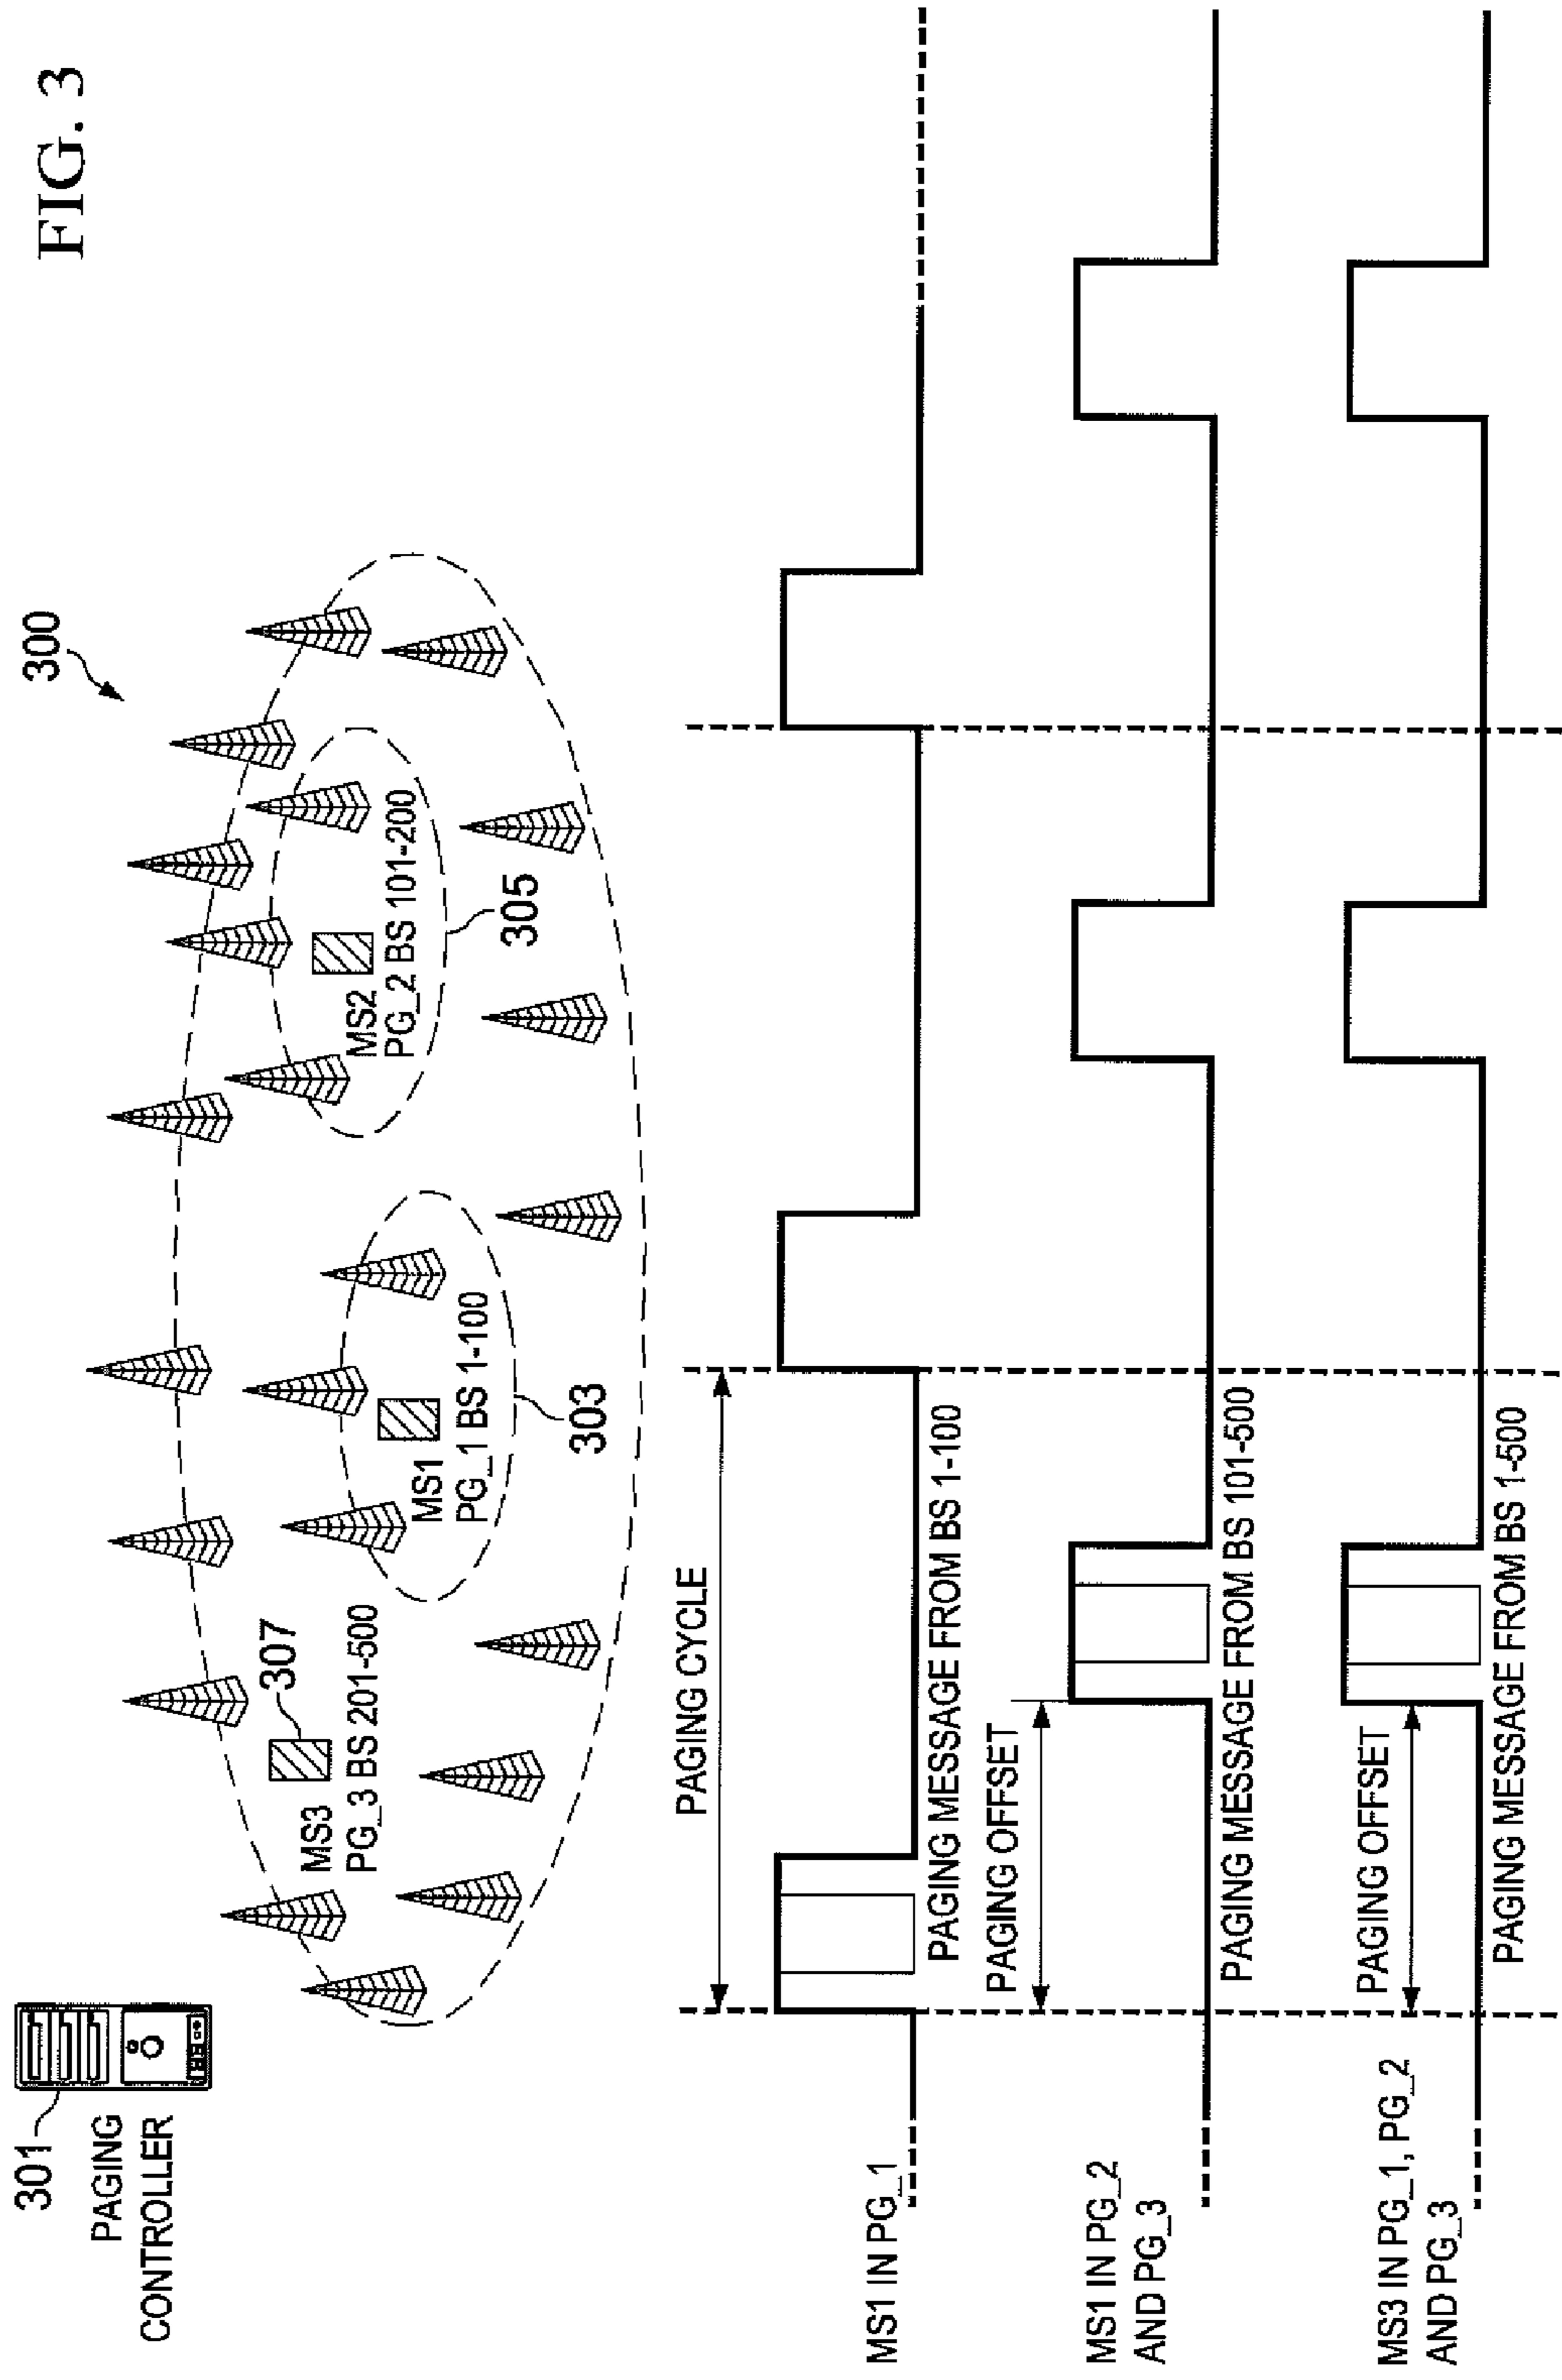 FIG. 3
300
301
PAGING
CONTROLLER
MS3
PG_3 BS 201-500
307
MS1
PG_1 BS 1-100
303
MS2
PG_2 BS 101-200
305
PAGING CYCLE
MS1 IN PG_1
PAGING MESSAGE FROM BS 1-100
PAGING OFFSET
MS1 IN PG_2
AND PG_3
PAGING MESSAGE FROM BS 101-500
PAGING OFFSET
MS3 IN PG_1, PG_2
AND PG_3
PAGING MESSAGE FROM BS 1-500